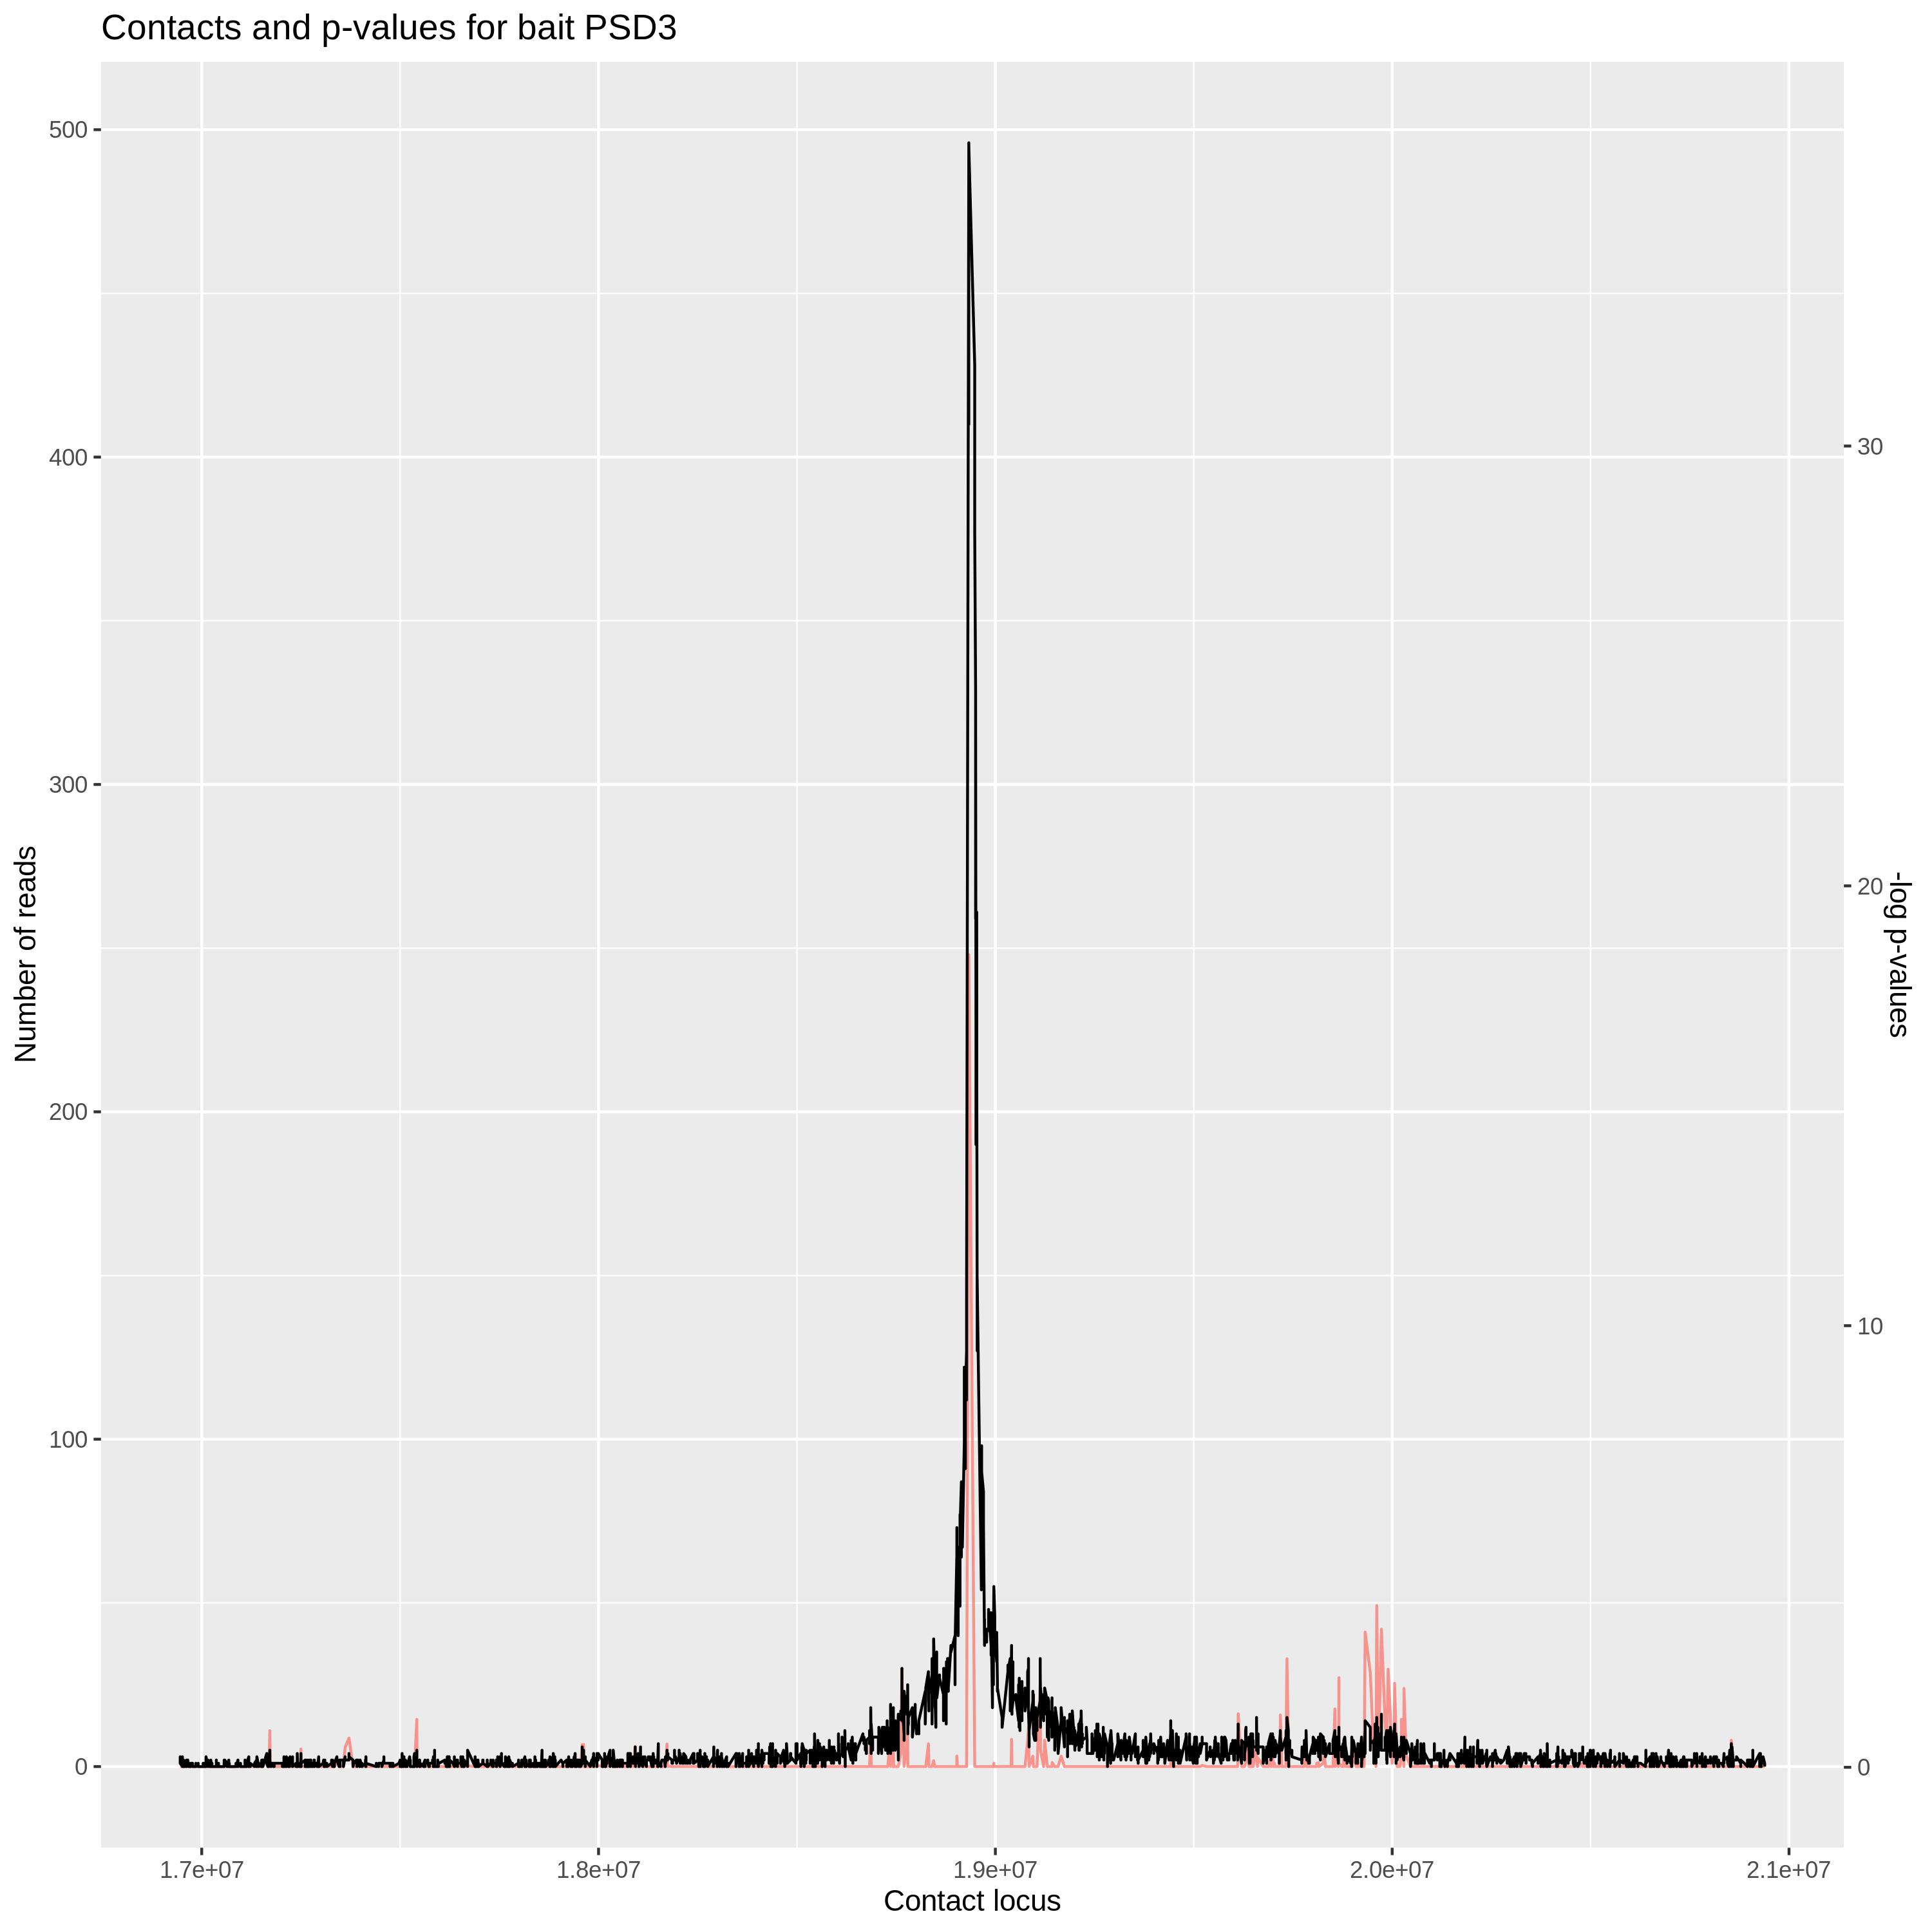 Contacts and p-values for bait PSD3
500
400
300
200
100
0
Number of reads
30
20
10
0
-log p-values
1.7e+07
1.8e+07
1.9e+07
2.0e+07
2.1e+07
Contact locus